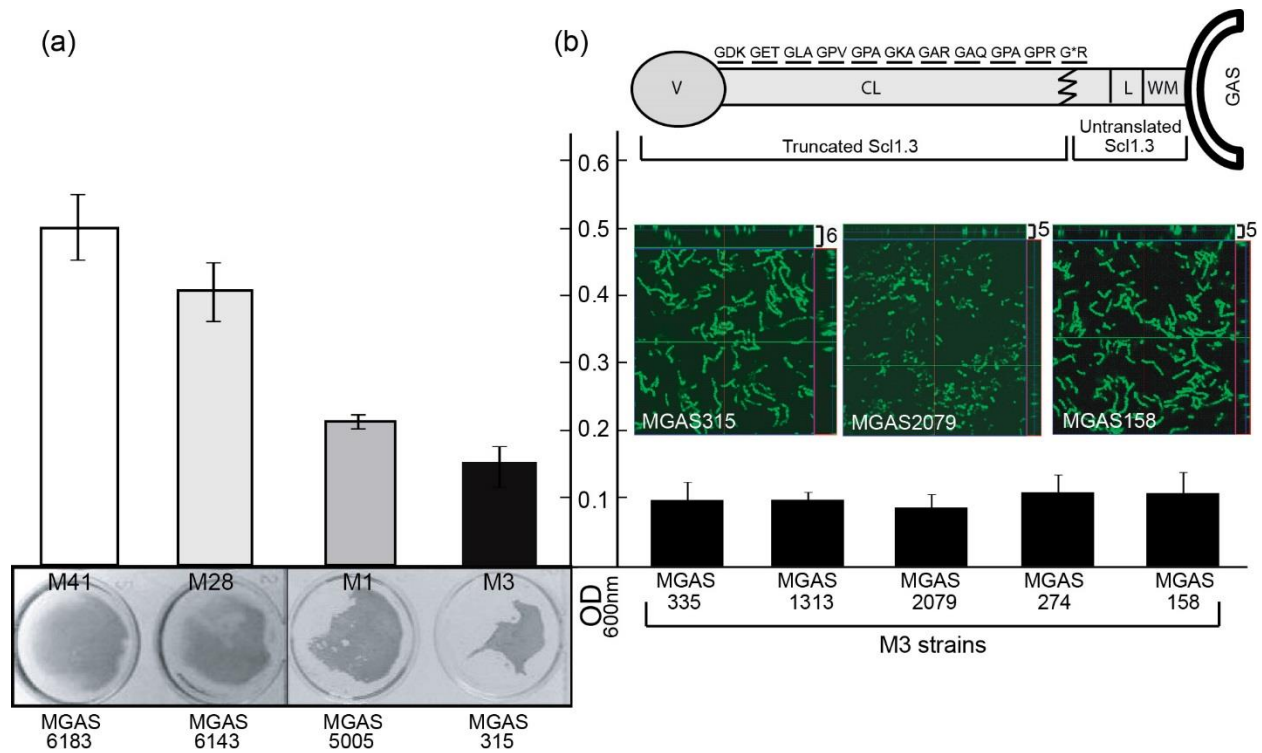 (a)
(b)
GDK GET GLA GPV GPA GKA GAR GAQ GPA GPR G*R
V
CL
L
WM
GAS
Truncated Scl1.3
Untranslated
Scl1.3
0.6
0.5
0.4
0.3
0.2
0.1
OD
600nm
6
5
5
MGAS315
MGAS2079
MGAS158
M41
M28
M1
M3
MGAS
6183
MGAS
6143
MGAS
5005
MGAS
315
MGAS
335
MGAS
1313
MGAS
2079
MGAS
274
MGAS
158
M3 strains